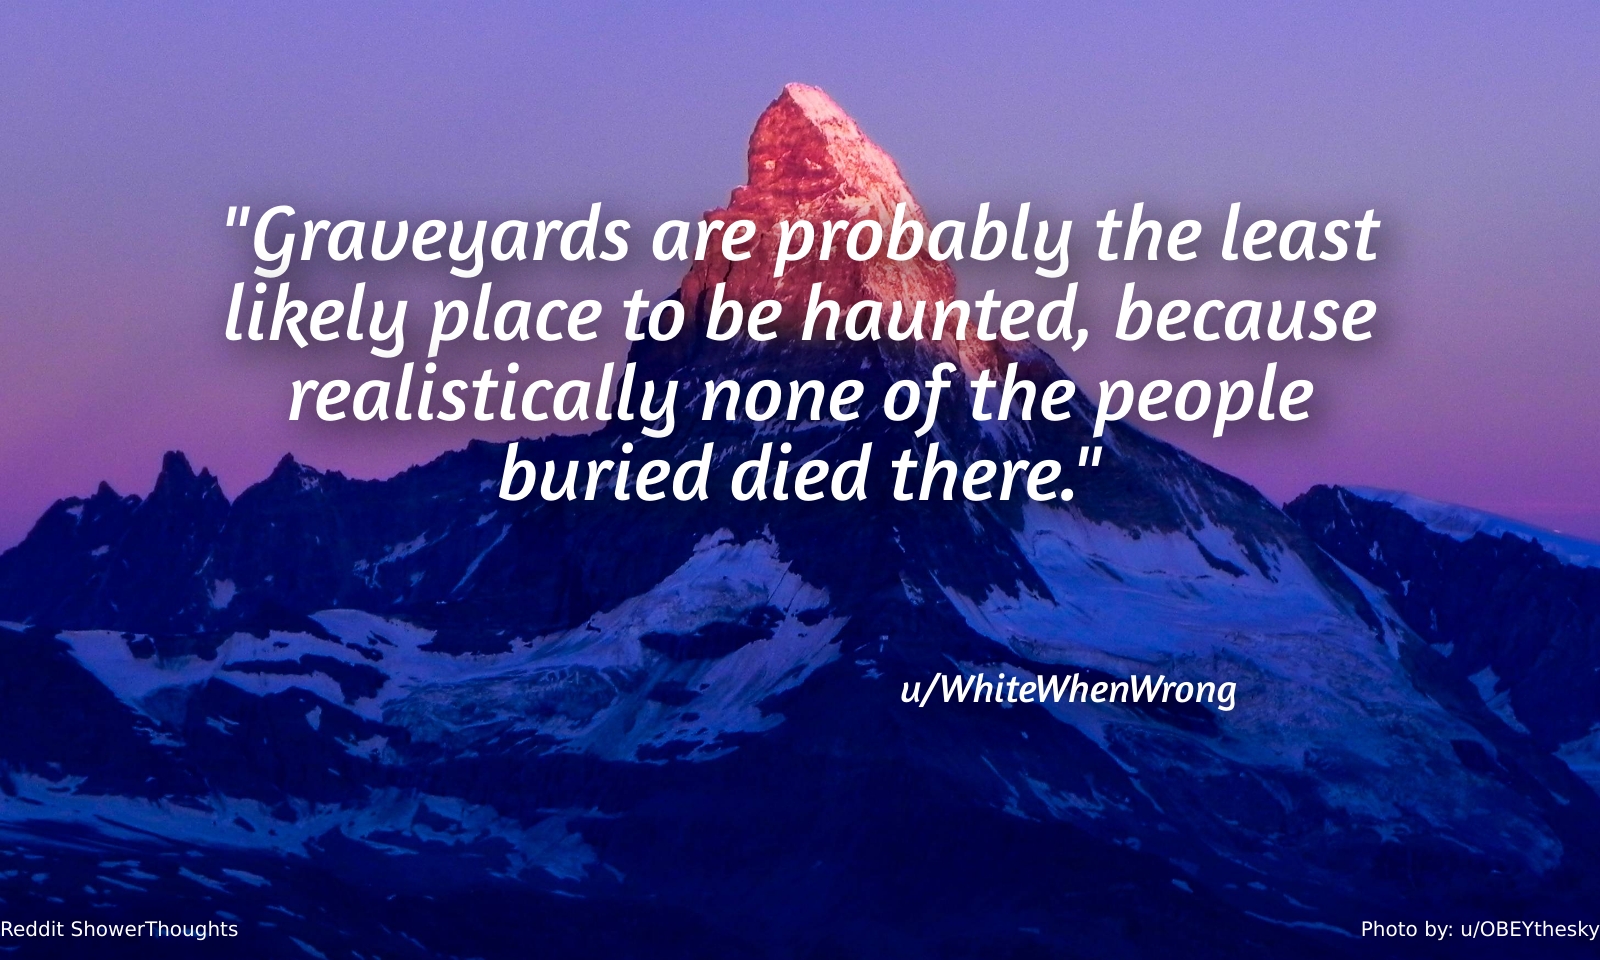 "Graveyards are probably the least
likely place to be haunted, because
realistically none of the people
buried died there."
u/WhiteWhenWrong
Reddit ShowerThoughts
Photo by: u/OBEYthesky